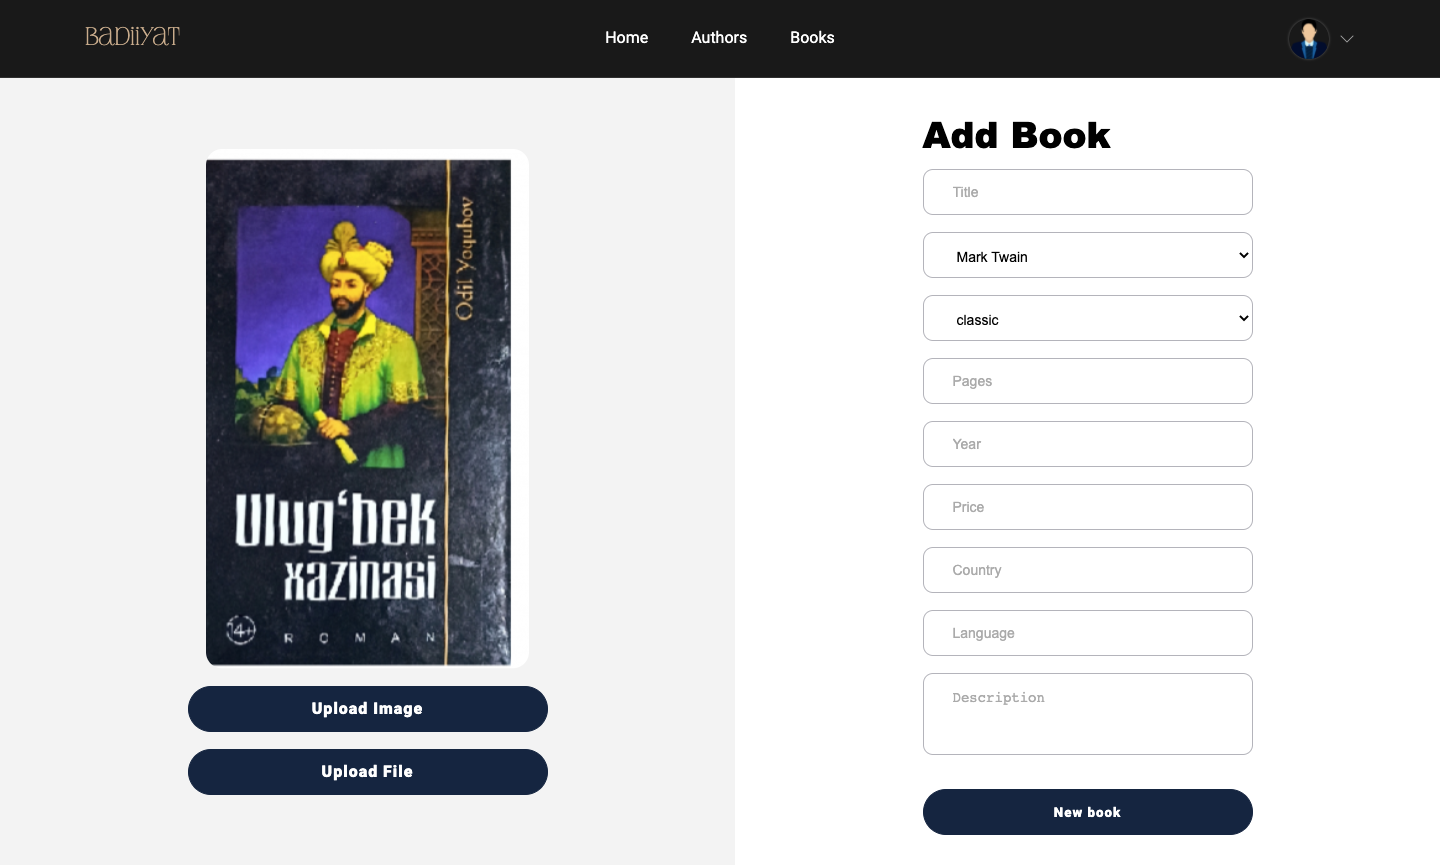 BADiiYAT
Home
Authors
Books
Odil Yoqubov
Ulug‘bek
xazinasi
14+
ROMAN
Upload Image
Upload File
Add Book
Title
Mark Twain
classic
Pages
Year
Price
Country
Language
Description
New book